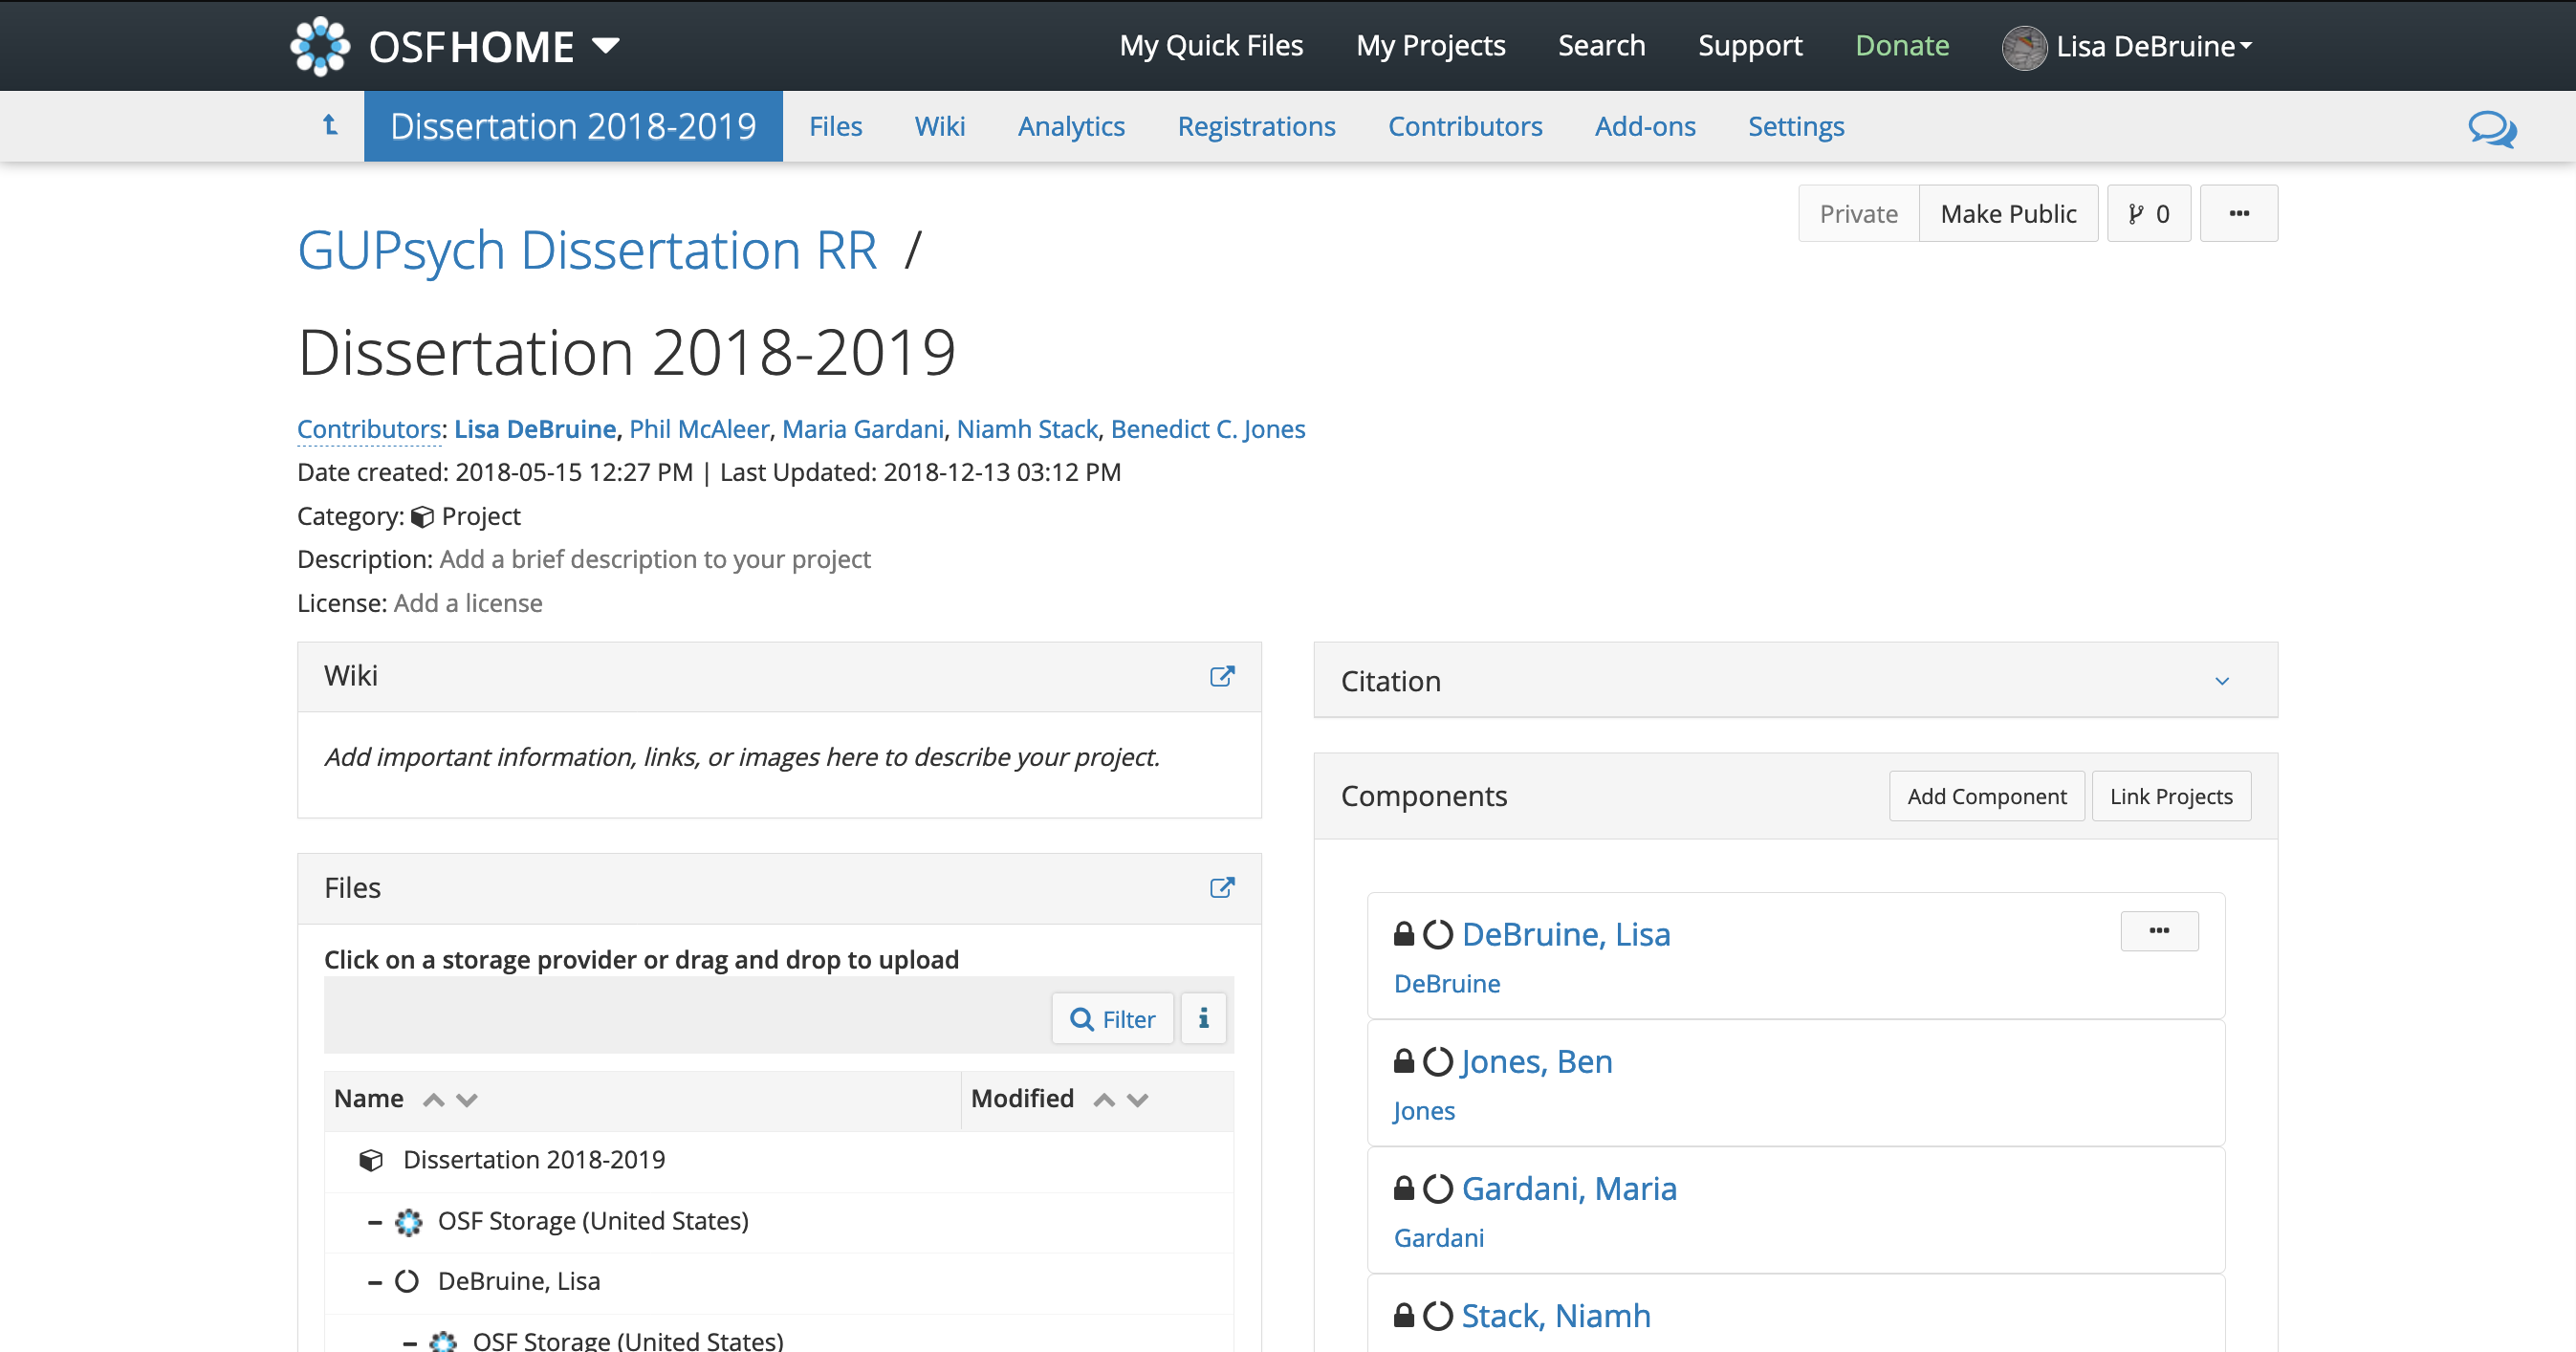 OSFHOME
My Quick Files My Projects Search Support Donate Lisa DeBruine
Dissertation 2018-2019 Files Wiki Analytics Registrations Contributors Add-ons Settings
Private Make Public 0 ...
GUPsych Dissertation RR /
Dissertation 2018-2019
Contributors: Lisa DeBruine, Phil McAleer, Maria Gardani, Niamh Stack, Benedict C. Jones
Date created: 2018-05-15 12:27 PM | Last Updated: 2018-12-13 03:12 PM
Category: Project
Description: Add a brief description to your project
License: Add a license
Wiki
Add important information, links, or images here to describe your project.
Files
Click on a storage provider or drag and drop to upload
Filter i
Name Modified
Dissertation 2018-2019
OSF Storage (United States)
DeBruine, Lisa
OSF Storage (United States)
Citation
Components Add Component Link Projects
DeBruine, Lisa ...
DeBruine
Jones, Ben
Jones
Gardani, Maria
Gardani
Stack, Niamh